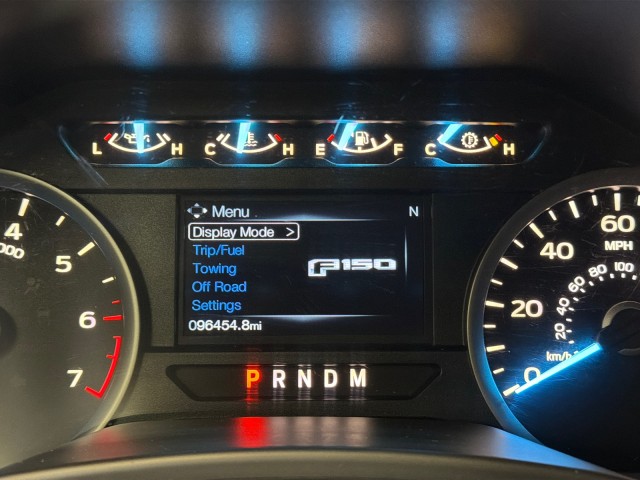 L H C H E F C H
Menu N
Display Mode >
Trip/Fuel
Towing
Off Road
Settings
F150
096454.8mi
P R N D M
4
000
5
6
7
60
MPH
40
100
80
60
40
20
20
km/h
0